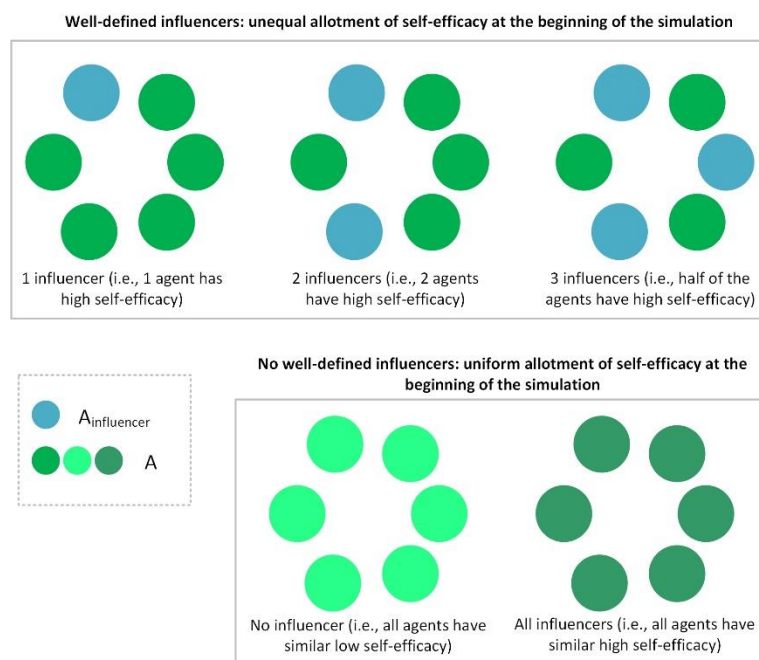 Well-defined influencers: unequal allotment of self-efficacy at the beginning of the simulation
1 influencer (i.e., 1 agent has
high self-efficacy)
2 influencers (i.e., 2 agents
have high self-efficacy)
3 influencers (i.e., half of the
agents have high self-efficacy)
No well-defined influencers: uniform allotment of self-efficacy at the
beginning of the simulation
A influencer
A
No influencer (i.e., all agents have
similar low self-efficacy)
All influencers (i.e., all agents have
similar high self-efficacy)